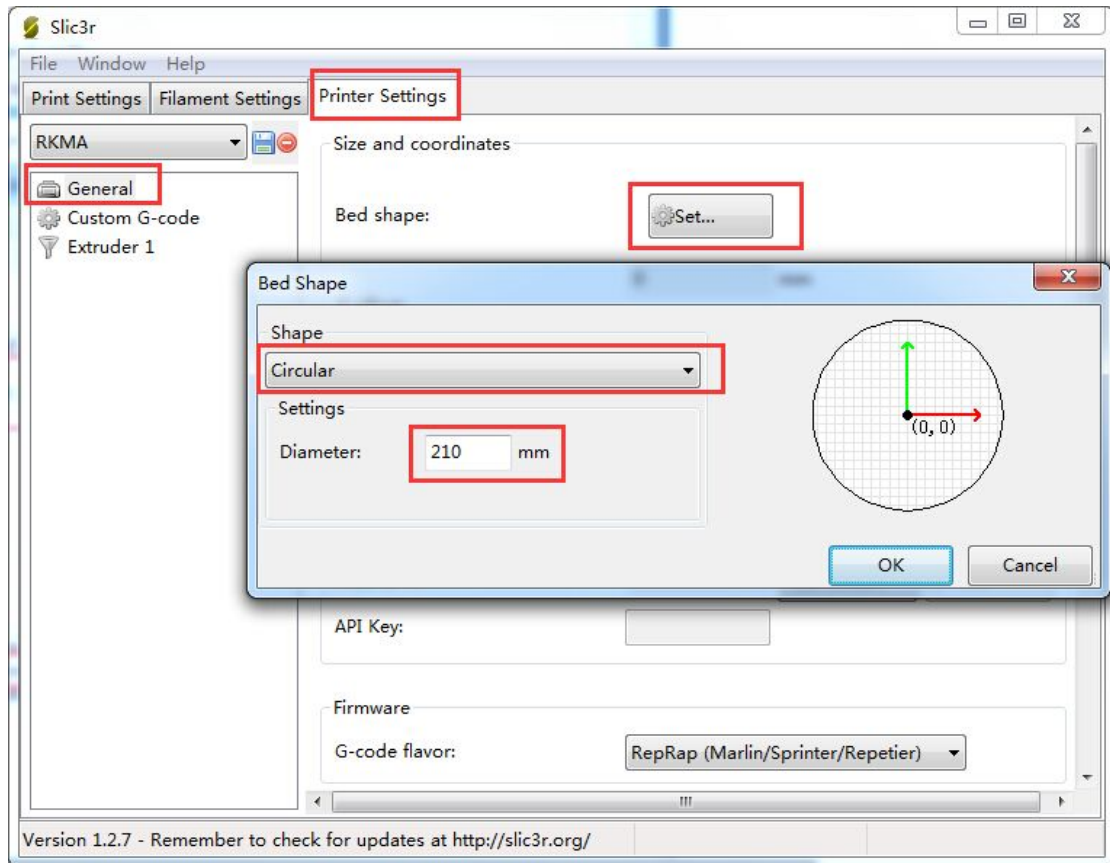 Slic3r
File Window Help
Print Settings Filament Settings Printer Settings
RKMA
Size and coordinates
General
Custom G-code
Extruder 1
Bed shape:
Set...
Bed Shape
Shape
Circular
Settings
Diameter: 210 mm
(0, 0)
OK Cancel
API Key:
Firmware
G-code flavor: RepRap (Marlin/Sprinter/Repetier)
Version 1.2.7 - Remember to check for updates at http://slic3r.org/